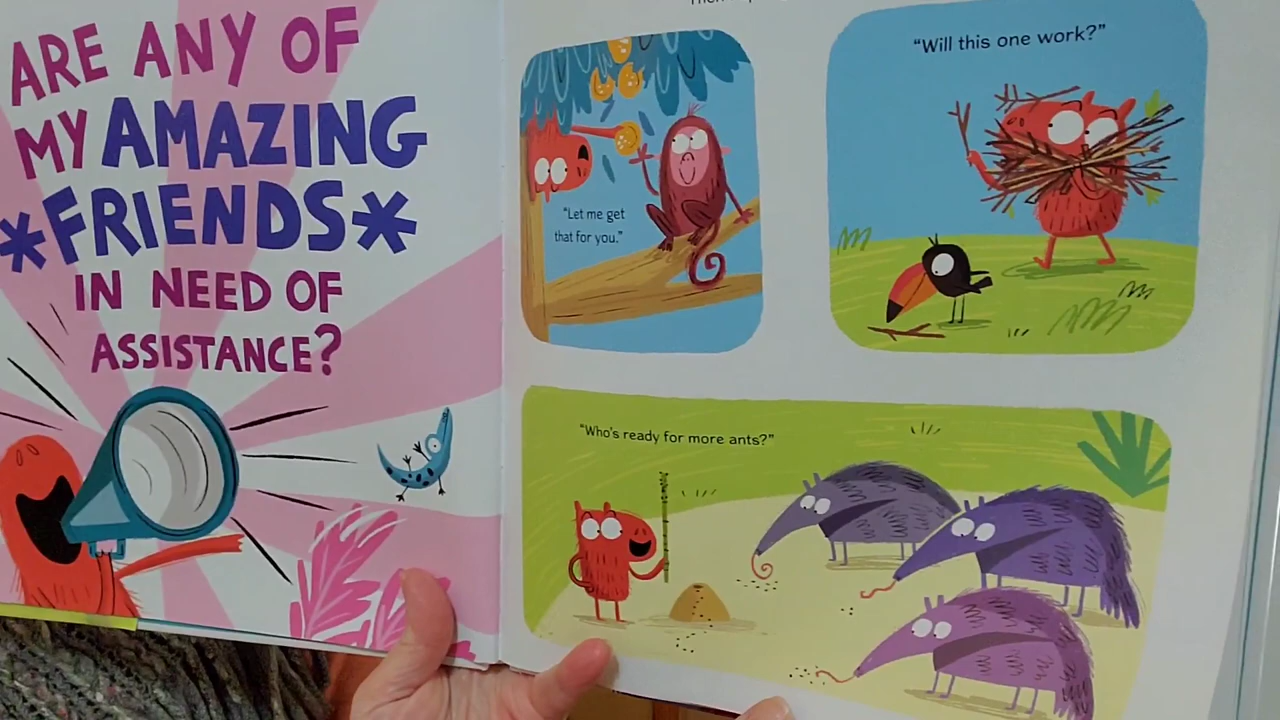 ARE ANY OF
MY AMAZING
*FRIENDS*
IN NEED OF
ASSISTANCE?
"Let me get
that for you."
"Will this one work?"
"Who's ready for more ants?"